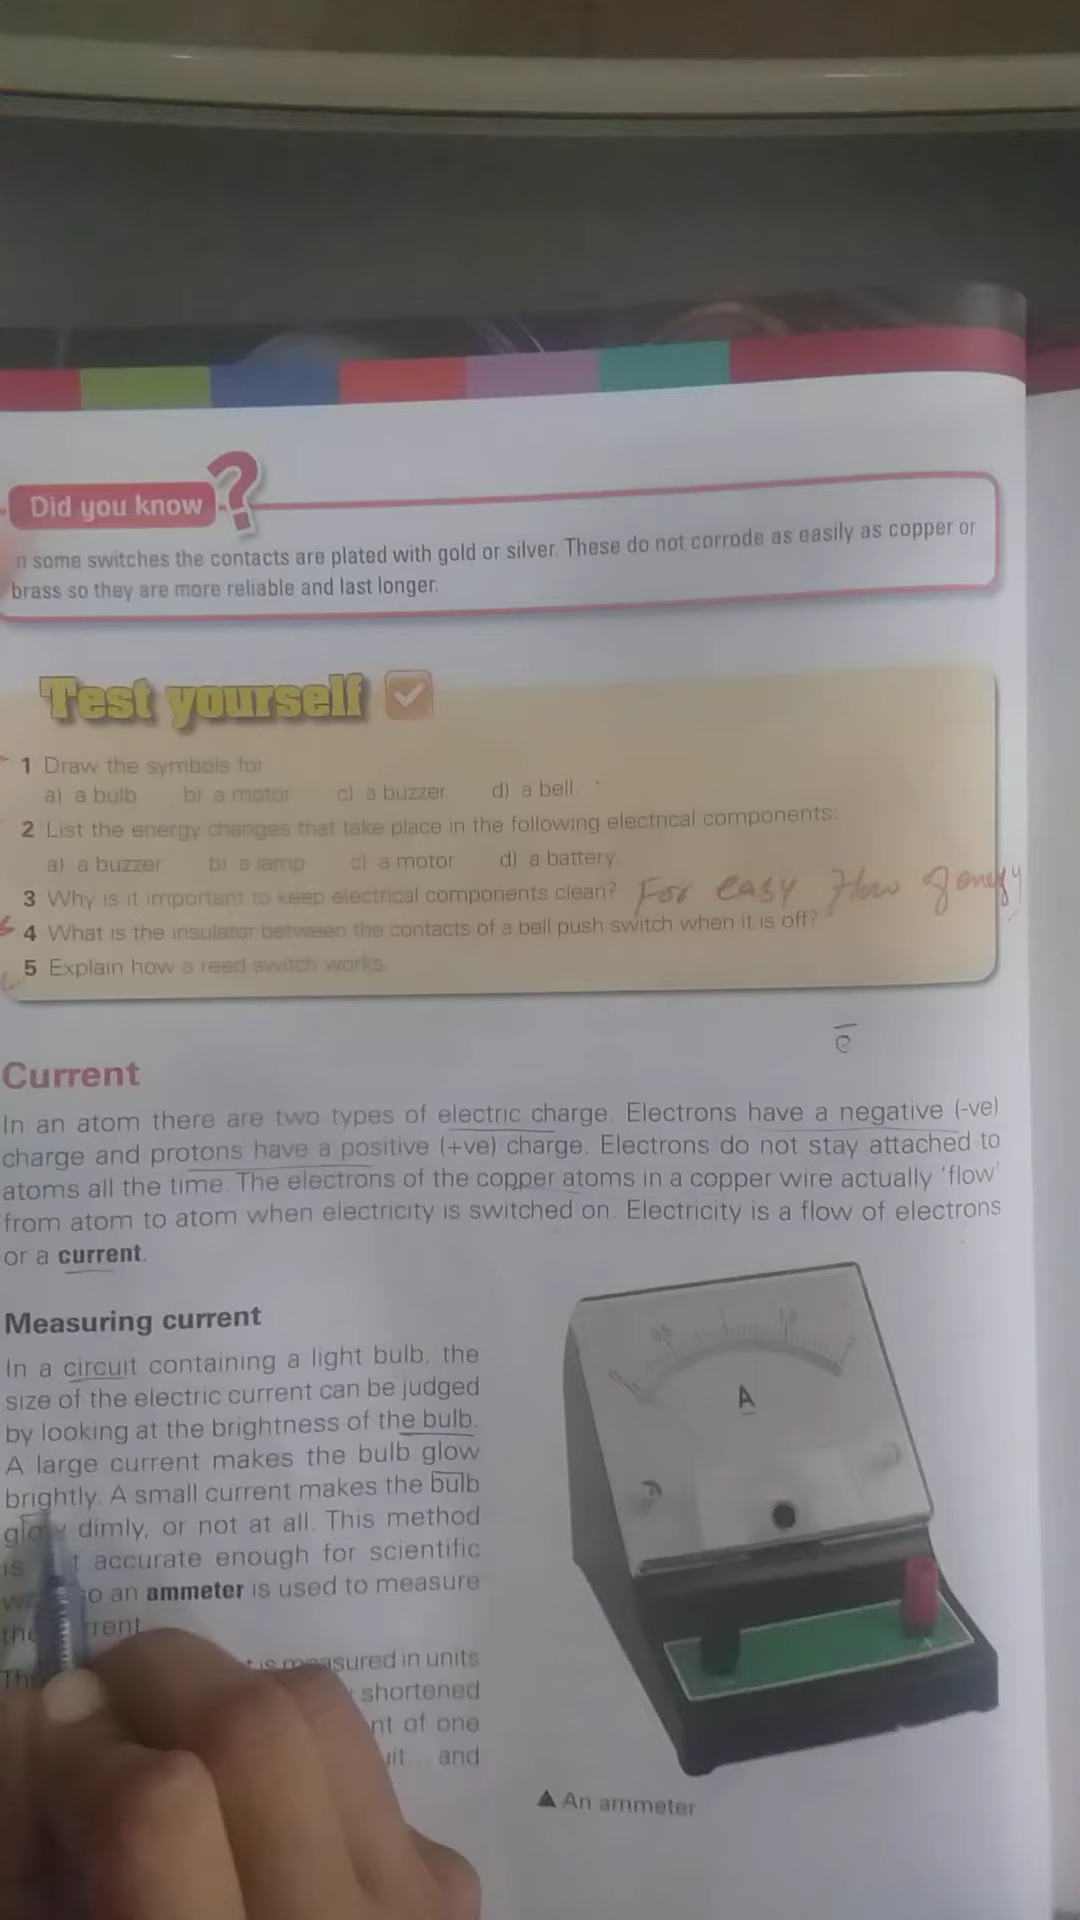 Did you know ?
n some switches the contacts are plated with gold or silver. These do not corrode as easily as copper or
brass so they are more reliable and last longer.
Test yourself
1 Draw the symbols for
a) a bulb b) a motor c) a buzzer d) a bell.
2 List the energy changes that take place in the following electrical components:
a) a buzzer b) a lamp c) a motor d) a battery.
3 Why is it important to keep electrical components clean? For easy flow of energy
4 What is the insulator between the contacts of a bell push switch when it is off?
5 Explain how a reed switch works.
e
Current
In an atom there are two types of electric charge. Electrons have a negative (-ve)
charge and protons have a positive (+ve) charge. Electrons do not stay attached to
atoms all the time. The electrons of the copper atoms in a copper wire actually 'flow'
from atom to atom when electricity is switched on. Electricity is a flow of electrons
or a current.
Measuring current
In a circuit containing a light bulb, the
size of the electric current can be judged
by looking at the brightness of the bulb.
A large current makes the bulb glow
brightly. A small current makes the bulb
glow dimly, or not at all. This method
is accurate enough for scientific
an ammeter is used to measure
is measured in units
shortened
of one
and
0 0.5 1.5 2
A
▲ An ammeter